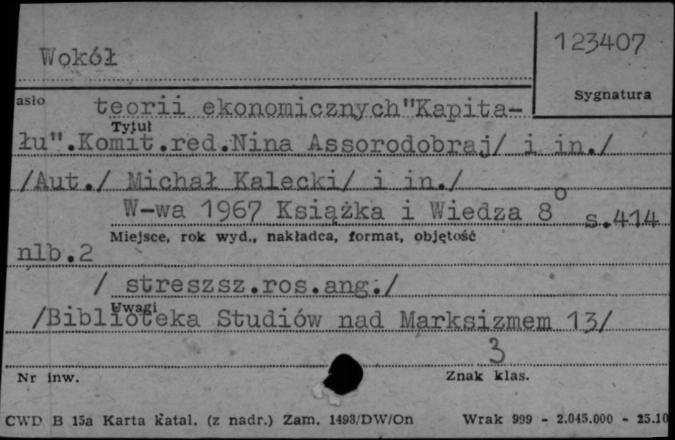 Wokół
123407
Sygnatura
asło
teorii ekonomicznych"Kapita-
Tytuł
łu".Komit.red.Nina Assorodobraj/ i in./
/Aut./ Michał Kalecki/ i in./
W-wa 1967 Książka i Wiedza 8° s.414
Miejsce, rok wyd., nakładca, format, objętość
nlb.2
/ streszsz.ros.ang./
Uwagi
/Biblioteka Studiów nad Marksizmem 13/
3
Nr inw.
Znak klas.
CWD B 15a Karta katal. (z nadr.) Zam. 1493/DW/On Wrak 999 - 2.045.000 - 25.10